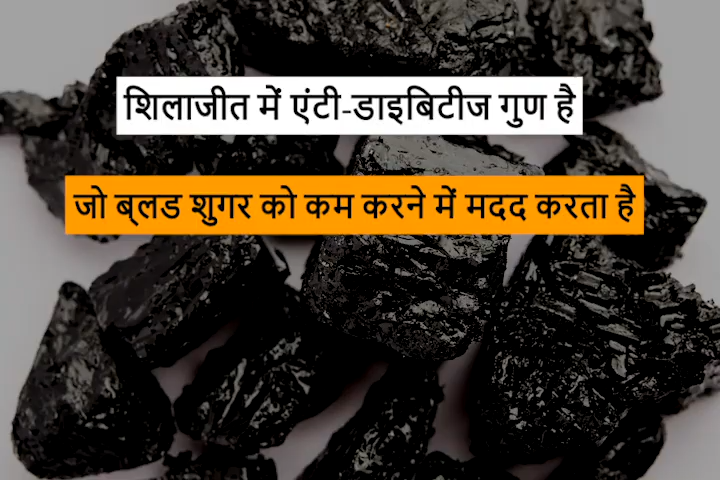 शिलाजीत में एंटी-डाइबिटीज गुण है
जो ब्लड शुगर को कम करने में मदद करता है